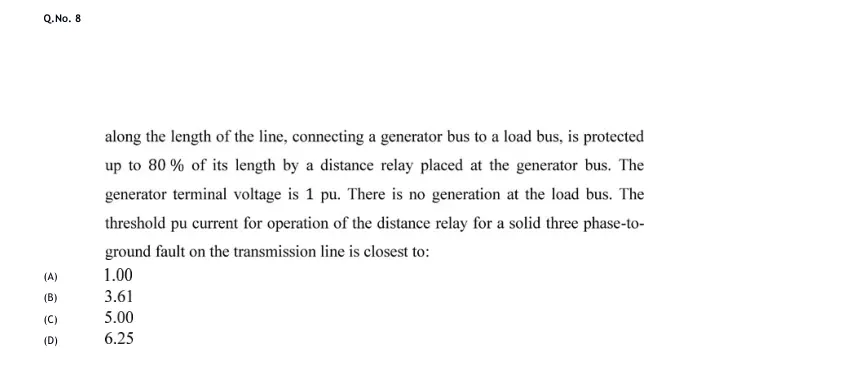 Q.No. 8
along the length of the line, connecting a generator bus to a load bus, is protected
up to 80 % of its length by a distance relay placed at the generator bus. The
generator terminal voltage is 1 pu. There is no generation at the load bus. The
threshold pu current for operation of the distance relay for a solid three phase-to-
ground fault on the transmission line is closest to:
(A) 1.00
(B) 3.61
(C) 5.00
(D) 6.25